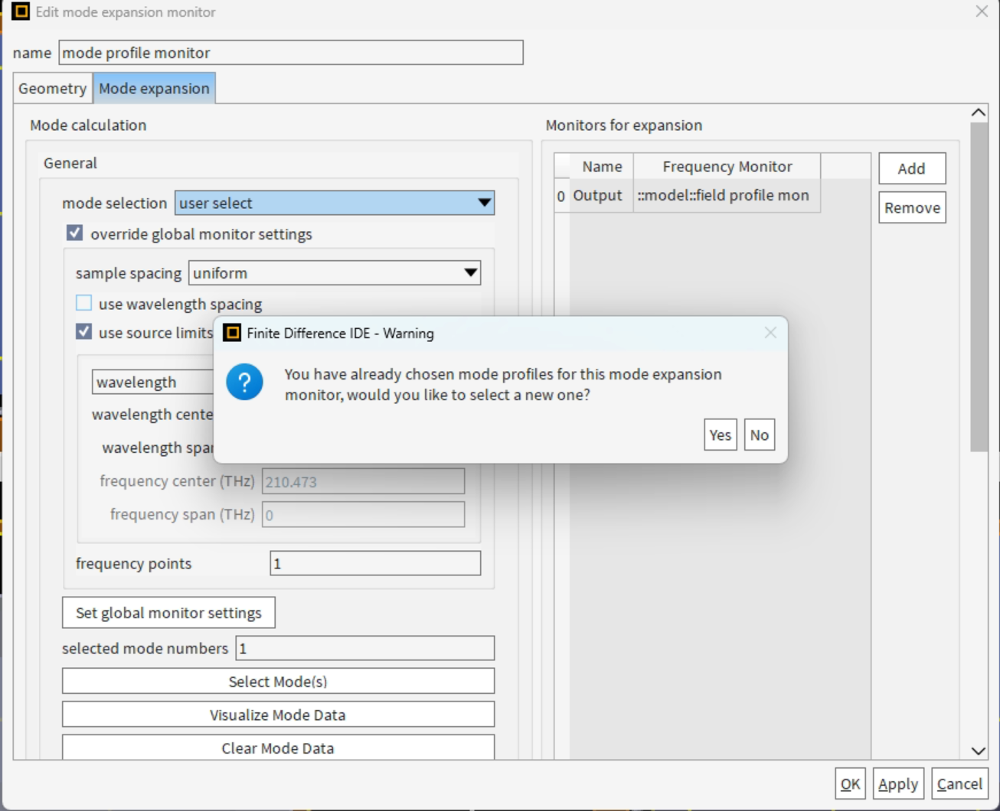 Edit mode expansion monitor
name mode profile monitor
Geometry Mode expansion
Mode calculation
General
mode selection user select
override global monitor settings
sample spacing uniform
use wavelength spacing
use source limits
wavelength
wavelength cente
wavelength spa
frequency center (THz) 210.473
frequency span (THz) 0
frequency points 1
Set global monitor settings
selected mode numbers 1
Select Mode(s)
Visualize Mode Data
Clear Mode Data
Monitors for expansion
Name Frequency Monitor
0 Output ::model::field profile mon
Add
Remove
Finite Difference IDE - Warning
You have already chosen mode profiles for this mode expansion
monitor, would you like to select a new one?
Yes No
OK Apply Cancel